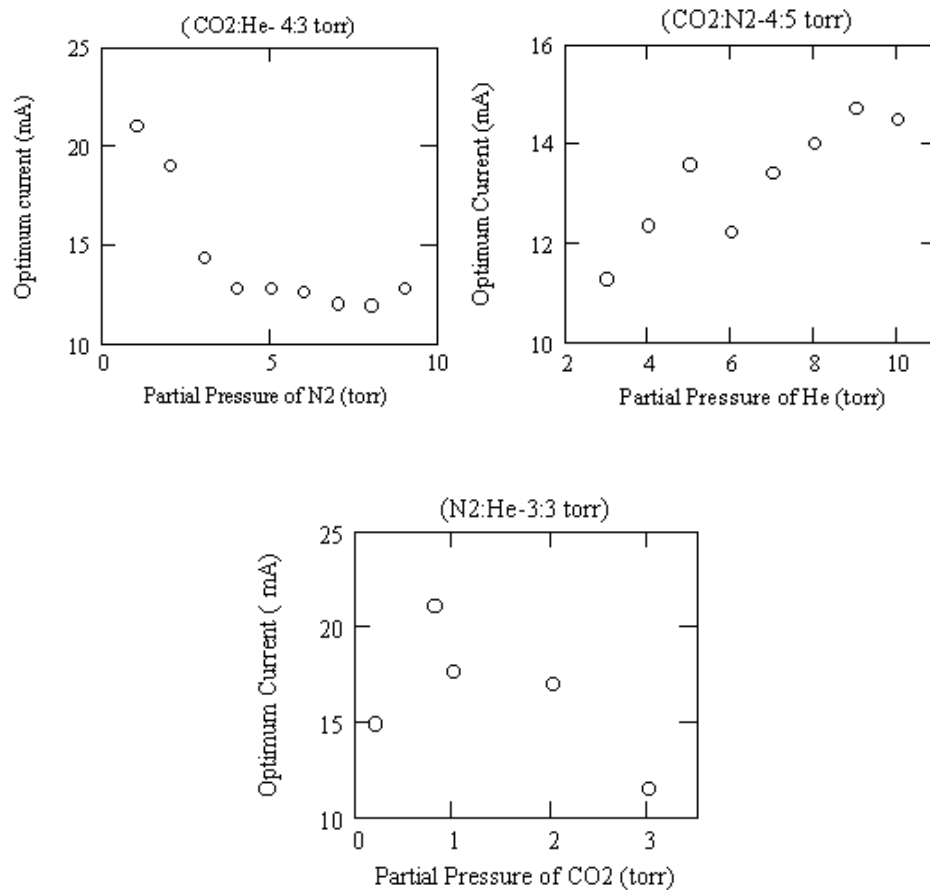 ( CO2:He- 4:3 torr)
25
20
15
10
0
5
10
Optimum current (mA)
Partial Pressure of N2 (torr)
(CO2:N2-4:5 torr)
16
14
12
10
2
4
6
8
10
Optimum Current (mA)
Partial Pressure of He (torr)
(N2:He-3:3 torr)
25
20
15
10
0
1
2
3
Optimum Current ( mA)
Partial Pressure of CO2 (torr)